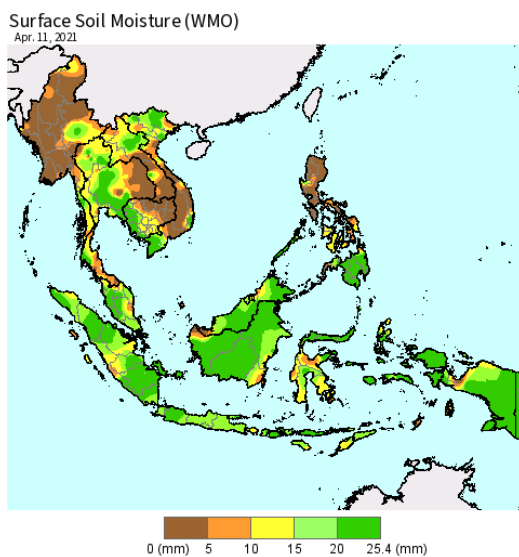 Surface Soil Moisture (WMO)
Apr. 11, 2021
0 (mm) 5 10 15 20 25.4 (mm)